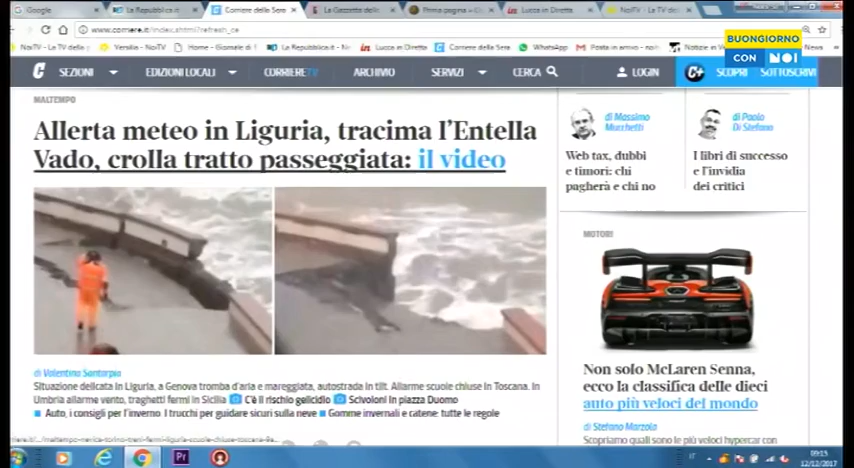 Google
La Repubblica.it
Corriere della Sera
La Gazzetta dello
Prima pagina
Lucca in Diretta
NoiTV - La TV de
www.corriere.it/index.shtml?refresh_ce
NoiTV - La TV della
Versilia - NoiTV
Home - Giornale di
La Repubblica.it
Lucca in Diretta
Corriere della Sera
WhatsApp
Posta in arrivo - noi
Notizie in
BUONGIORNO
CON NOI
SEZIONI
EDIZIONI LOCALI
CORRIERETV
ARCHIVIO
SERVIZI
CERCA
LOGIN
C+ SCOPRI
SOTTOSCRIVI
MALTEMPO
Allerta meteo in Liguria, tracima l'Entella
Vado, crolla tratto passeggiata: il video
di Valentina Santarpia
Situazione delicata in Liguria, a Genova tromba d'aria e mareggiata, autostrada in tilt. Allarme scuole chiuse in Toscana. In
Umbria allarme vento, traghetti fermi in Sicilia C'è il rischio gelicidio Scivoloni in piazza Duomo
Auto, i consigli per l'inverno I trucchi per guidare sicuri sulla neve Gomme invernali e catene: tutte le regole
di Massimo
Mucchetti
Web tax, dubbi
e timori: chi
pagherà e chi no
di Paolo
Di Stefano
I libri di successo
e l'invidia
dei critici
MOTORI
Non solo McLaren Senna,
ecco la classifica delle dieci
auto più veloci del mondo
di Stefano Marzola
Scopriamo quali sono le più veloci hypercar con
IT
09:15
12/12/2017